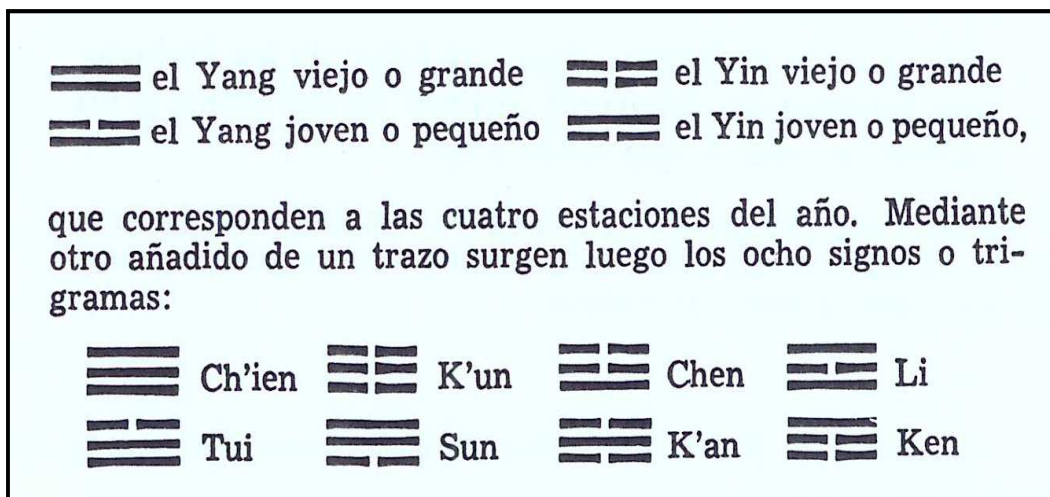 el Yang viejo o grande el Yin viejo o grande
el Yang joven o pequeño el Yin joven o pequeño,
que corresponden a las cuatro estaciones del año. Mediante
otro añadido de un trazo surgen luego los ocho signos o tri-
gramas:
Ch'ien K'un Chen Li
Tui Sun K'an Ken